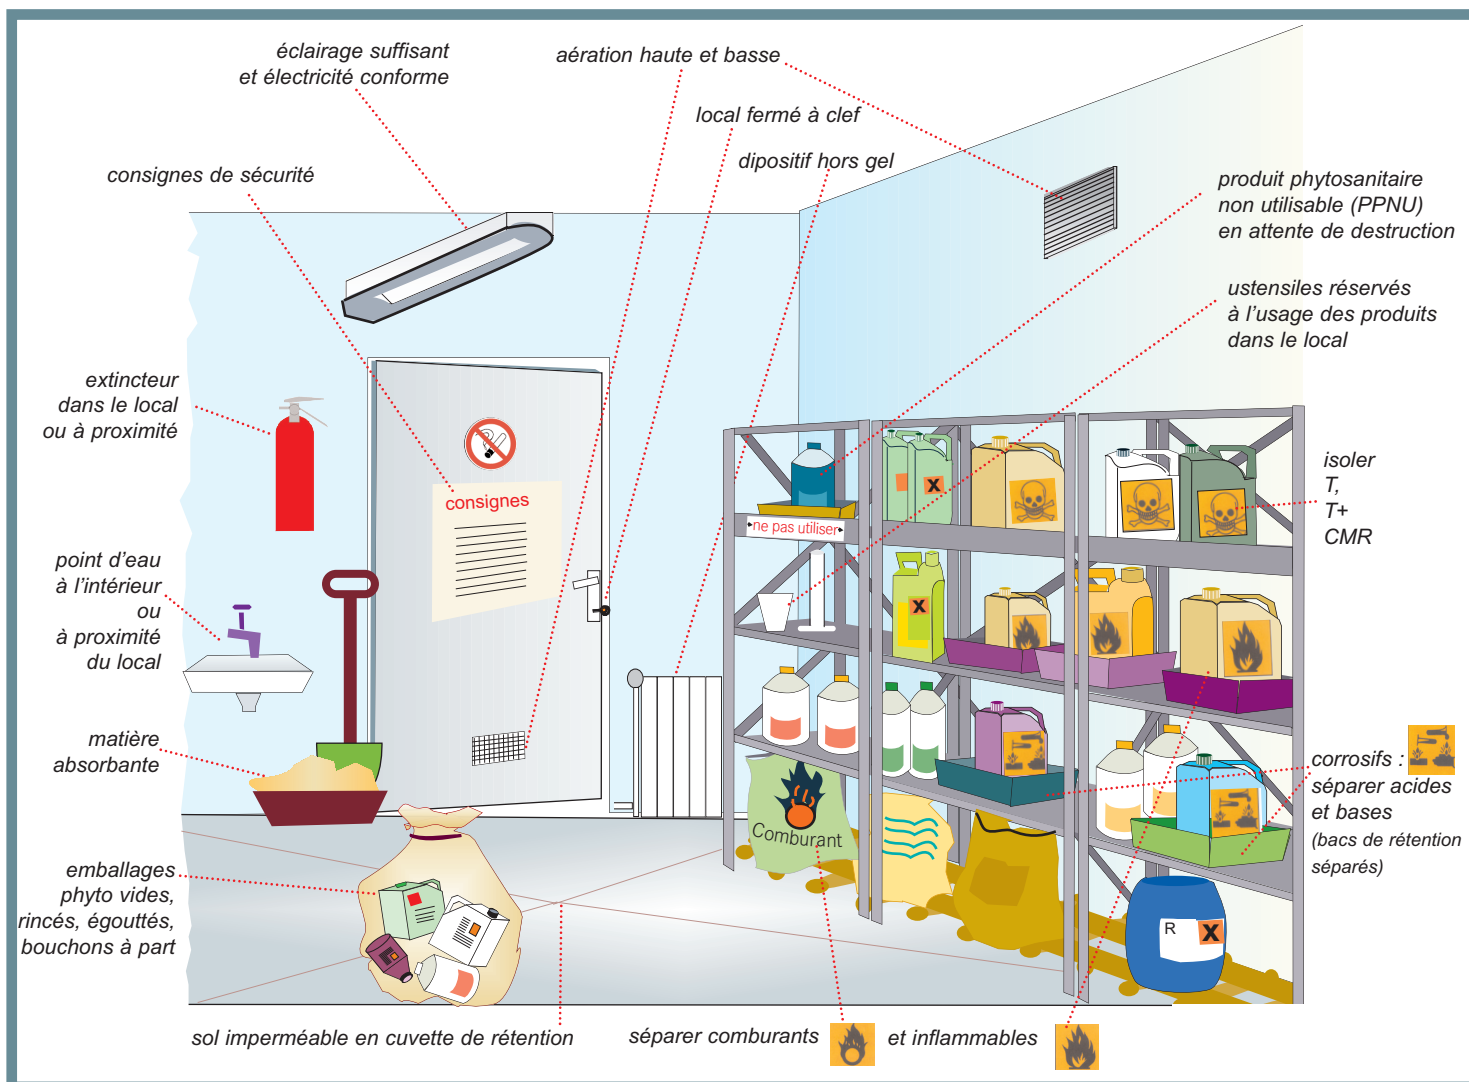 éclairage suffisant
et électricité conforme
aération haute et basse
local fermé à clef
dipositif hors gel
consignes de sécurité
produit phytosanitaire
non utilisable (PPNU)
en attente de destruction
ustensiles réservés
à l'usage des produits
dans le local
extincteur
dans le local
ou à proximité
consignes
ne pas utiliser
X
isoler
T,
T+
CMR
point d'eau
à l'intérieur
ou
à proximité
du local
X
matière
absorbante
corrosifs :
séparer acides
et bases
(bacs de rétention
séparés)
Comburant
emballages
phyto vides,
rincés, égouttés,
bouchons à part
R
X
sol imperméable en cuvette de rétention
séparer comburants
et inflammables